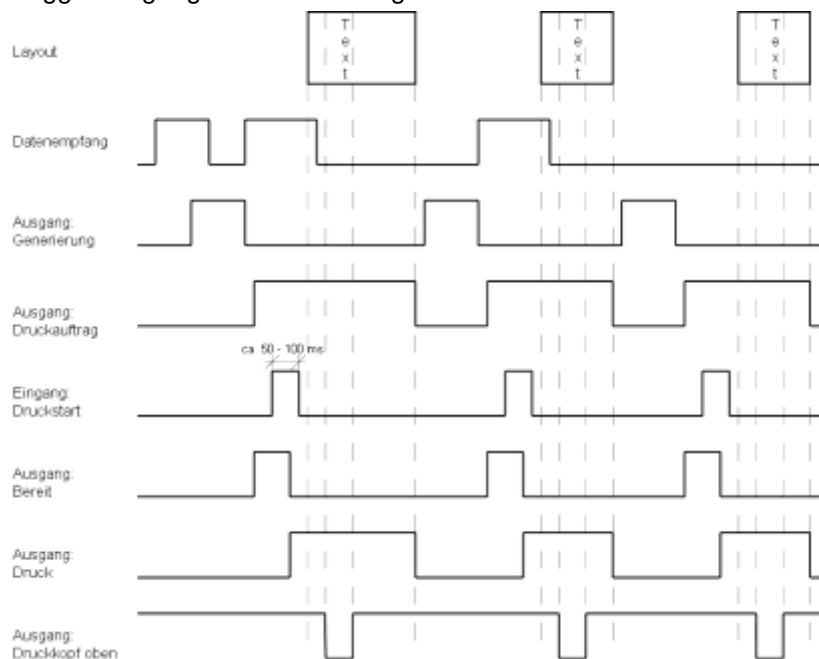 Layout
T
e
x
t
T
e
x
t
T
e
x
t
Datenempfang
Ausgang:
Generierung
Ausgang:
Druckauftrag
ca. 50 - 100 ms
Eingang:
Druckstart
Ausgang:
Bereit
Ausgang:
Druck
Ausgang:
Druckkopf oben